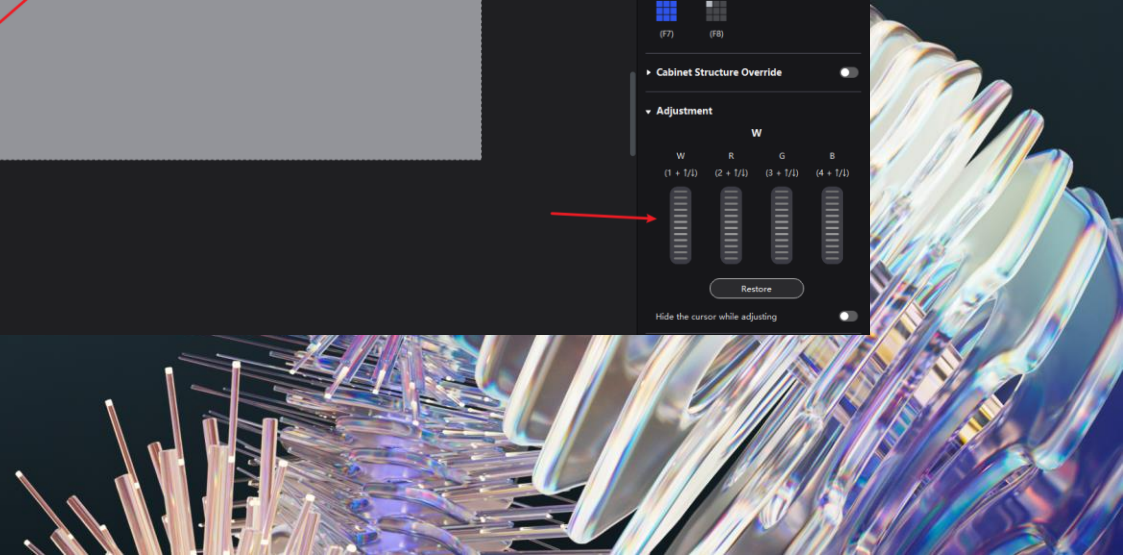 (F7) (F8)
Cabinet Structure Override
Adjustment
W
W R G B
(1 + ↑/↓) (2 + ↑/↓) (3 + ↑/↓) (4 + ↑/↓)
Restore
Hide the cursor while adjusting